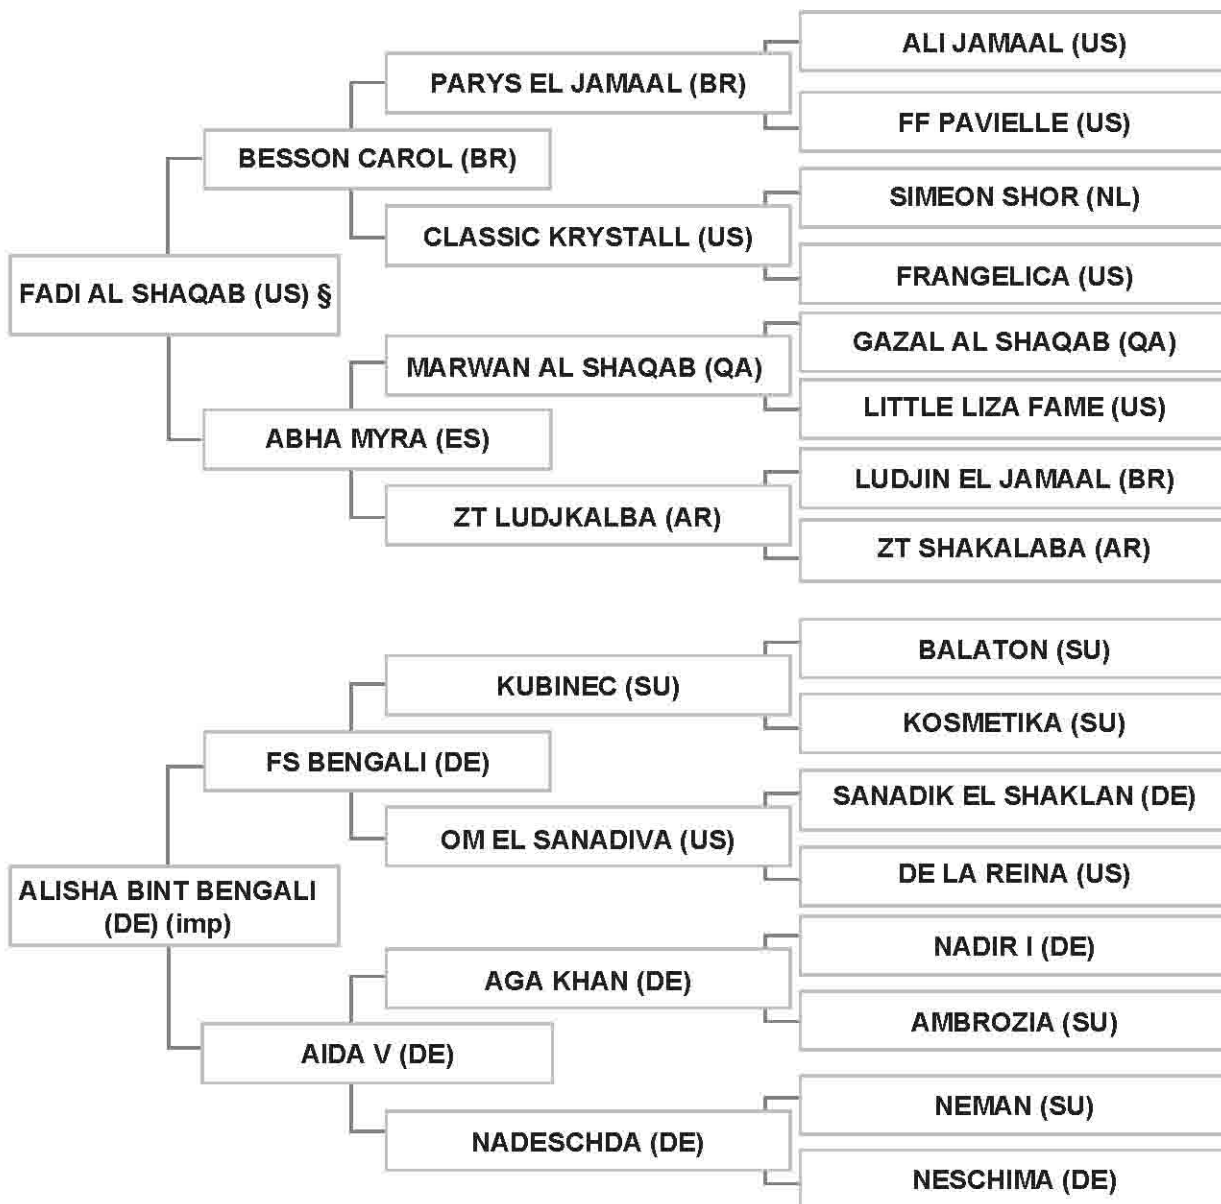 ALI JAMAAL (US)
PARYS EL JAMAAL (BR)
FF PAVIELLE (US)
BESSON CAROL (BR)
SIMEON SHOR (NL)
CLASSIC KRYSTALL (US)
FRANGELICA (US)
FADI AL SHAQAB (US) §
GAZAL AL SHAQAB (QA)
MARWAN AL SHAQAB (QA)
LITTLE LIZA FAME (US)
ABHA MYRA (ES)
LUDJIN EL JAMAAL (BR)
ZT LUDJKALBA (AR)
ZT SHAKALABA (AR)
BALATON (SU)
KUBINEC (SU)
KOSMETIKA (SU)
FS BENGALI (DE)
SANADIK EL SHAKLAN (DE)
OM EL SANADIVA (US)
DE LA REINA (US)
ALISHA BINT BENGALI
(DE) (imp)
NADIR I (DE)
AGA KHAN (DE)
AMBROZIA (SU)
AIDA V (DE)
NEMAN (SU)
NADESCHDA (DE)
NESCHIMA (DE)